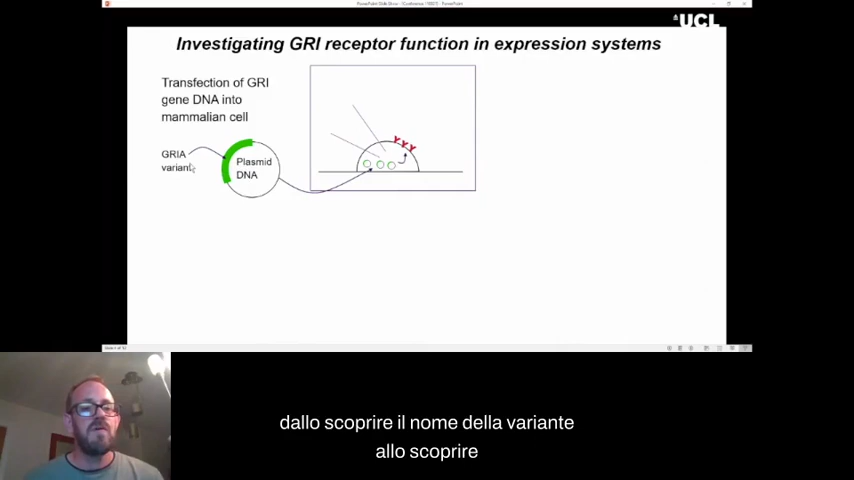 UCL
Investigating GRI receptor function in expression systems
Transfection of GRI
gene DNA into
mammalian cell
GRIA
variant
Plasmid
DNA
YYY
dallo scoprire il nome della variante
allo scoprire